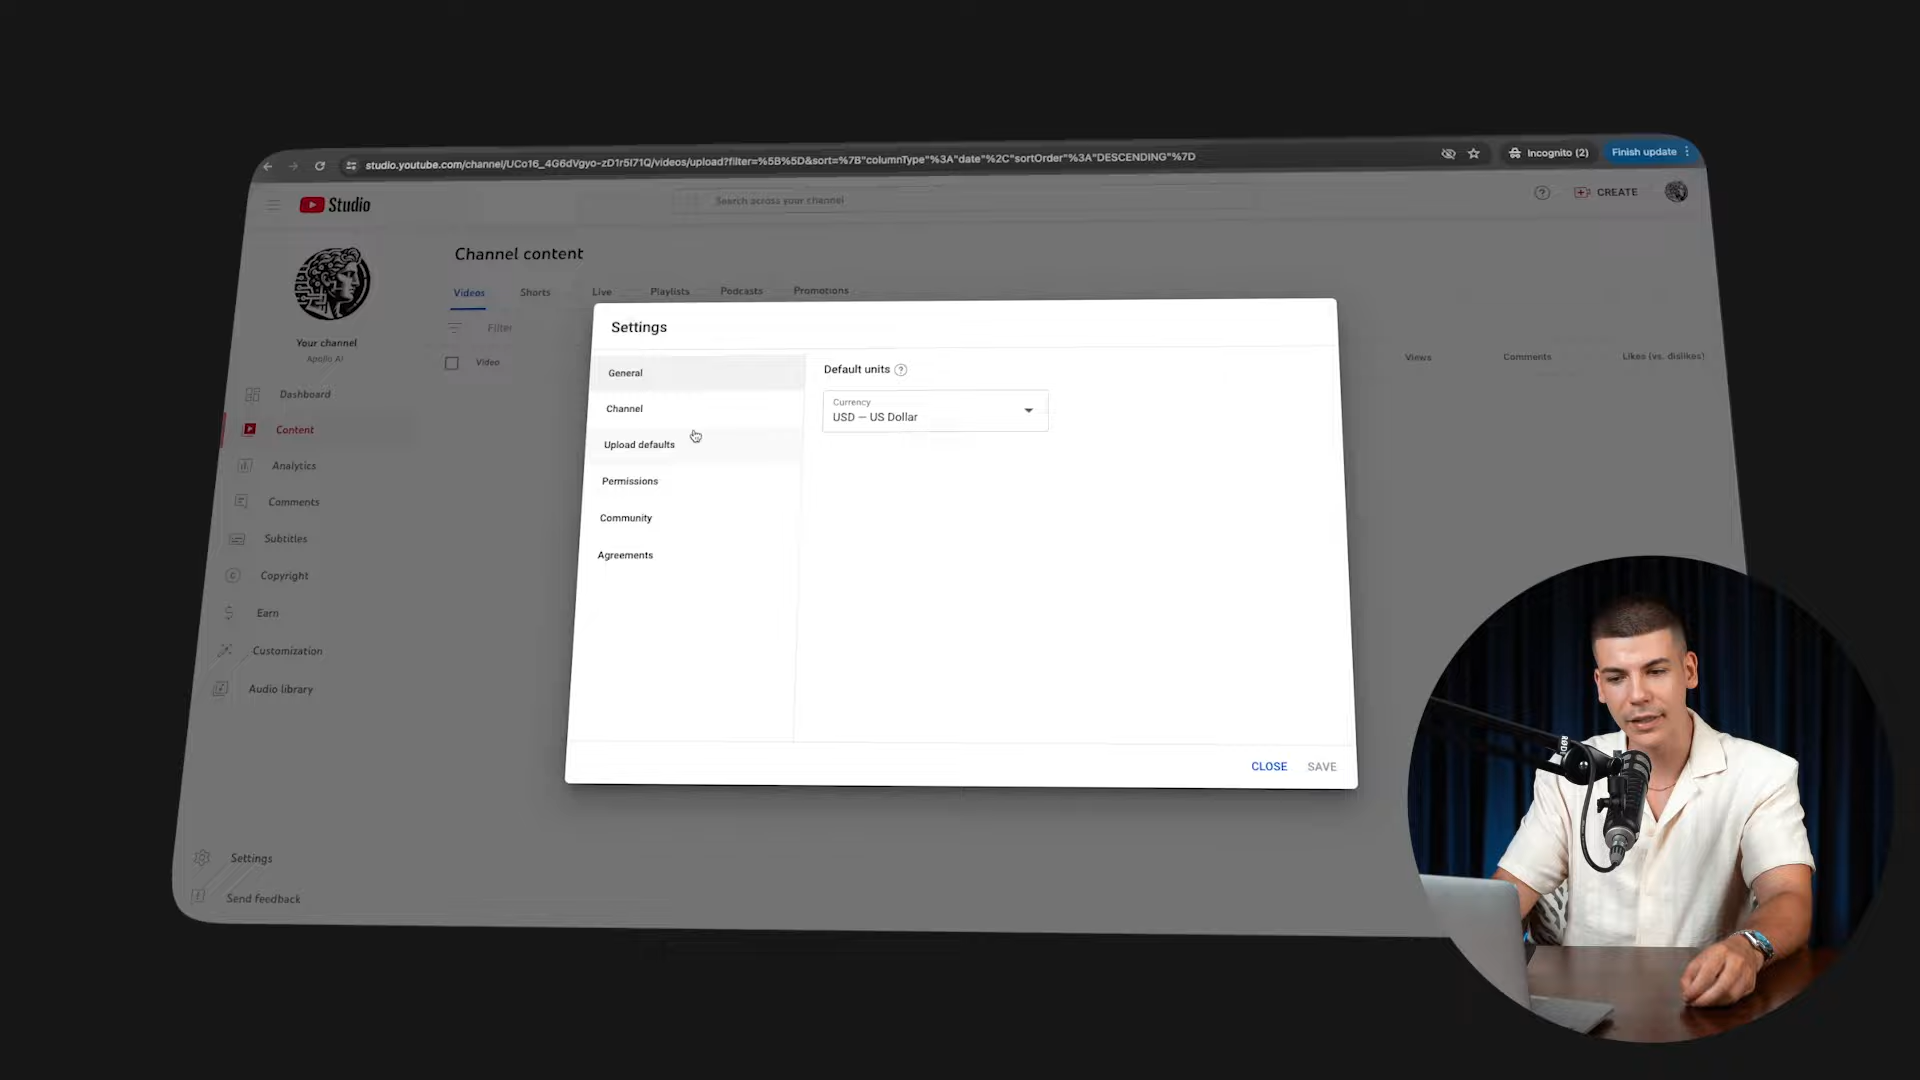 studio.youtube.com/channel/UCo16_4G6dVgyo-zD1r5I71Q/videos/upload?filter=%5B%5D&sort=%7B"columnType"%3A"date"%2C"sortOrder"%3A"DESCENDING"%7D
Incognito (2)
Finish update
Studio
Search across your channel
CREATE
Channel content
Videos
Shorts
Live
Playlists
Podcasts
Promotions
Filter
Video
Views
Comments
Likes (vs. dislikes)
Your channel
Apollo AI
Dashboard
Content
Analytics
Comments
Subtitles
Copyright
Earn
Customization
Audio library
Settings
Send feedback
Settings
General
Channel
Upload defaults
Permissions
Community
Agreements
Default units
Currency
USD – US Dollar
CLOSE
SAVE
RØDE